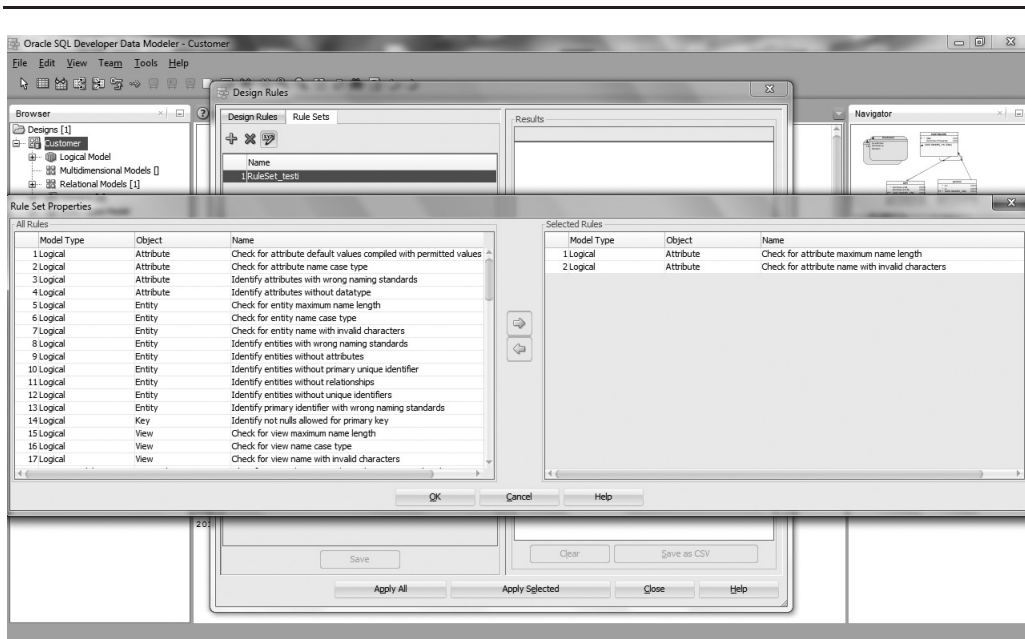 Oracle SQL Developer Data Modeler - Customer
File Edit View Team Tools Help
Design Rules
Browser
Designs [1]
Customer
Logical Model
Multidimensional Models []
Relational Models [1]
Design Rules Rule Sets
Name
1 RuleSet_testi
Results
Navigator
Rule Set Properties
All Rules
Model Type Object Name
1 Logical Attribute Check for attribute default values compiled with permitted values
2 Logical Attribute Check for attribute name case type
3 Logical Attribute Identify attributes with wrong naming standards
4 Logical Attribute Identify attributes without datatype
5 Logical Entity Check for entity maximum name length
6 Logical Entity Check for entity name case type
7 Logical Entity Check for entity name with invalid characters
8 Logical Entity Identify entities with wrong naming standards
9 Logical Entity Identify entities without attributes
10 Logical Entity Identify entities without primary unique identifier
11 Logical Entity Identify entities without relationships
12 Logical Entity Identify entities without unique identifiers
13 Logical Entity Identify primary identifier with wrong naming standards
14 Logical Key Identify not nulls allowed for primary key
15 Logical View Check for view maximum name length
16 Logical View Check for view name case type
17 Logical View Check for view name with invalid characters
Selected Rules
Model Type Object Name
1 Logical Attribute Check for attribute maximum name length
2 Logical Attribute Check for attribute name with invalid characters
OK Cancel Help
20
Save
Clear Save as CSV
Apply All Apply Selected Close Help